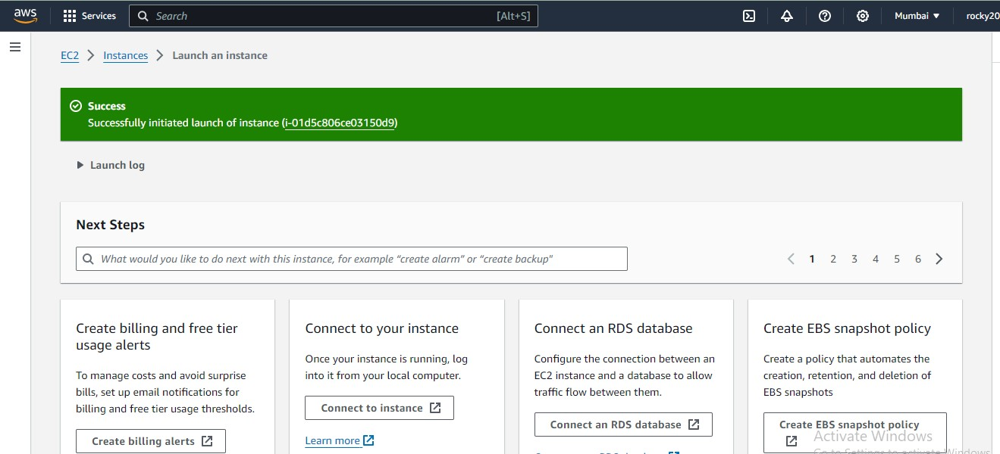 aws
Services
Search
[Alt+S]
Mumbai
rocky20
EC2
Instances
Launch an instance
Success
Successfully initiated launch of instance (i-01d5c806ce03150d9)
Launch log
Next Steps
What would you like to do next with this instance, for example “create alarm” or “create backup”
1 2 3 4 5 6
Create billing and free tier
usage alerts
To manage costs and avoid surprise
bills, set up email notifications for
billing and free tier usage thresholds.
Create billing alerts
Connect to your instance
Once your instance is running, log
into it from your local computer.
Connect to instance
Learn more
Connect an RDS database
Configure the connection between an
EC2 instance and a database to allow
traffic flow between them.
Connect an RDS database
Create EBS snapshot policy
Create a policy that automates the
creation, retention, and deletion of
EBS snapshots
Create EBS snapshot policy
Activate Windows
Go to Settings to activate Windows